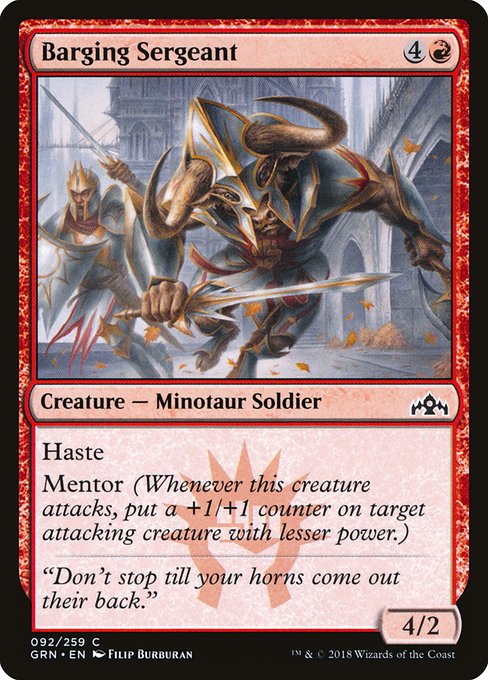 Barging Sergeant 4
Creature — Minotaur Soldier
Haste
Mentor (Whenever this creature
attacks, put a +1/+1 counter on target
attacking creature with lesser power.)
“Don’t stop till your horns come out
their back.”
4/2
092/259 C
GRN • EN Filip Burburan
™ & © 2018 Wizards of the Coast